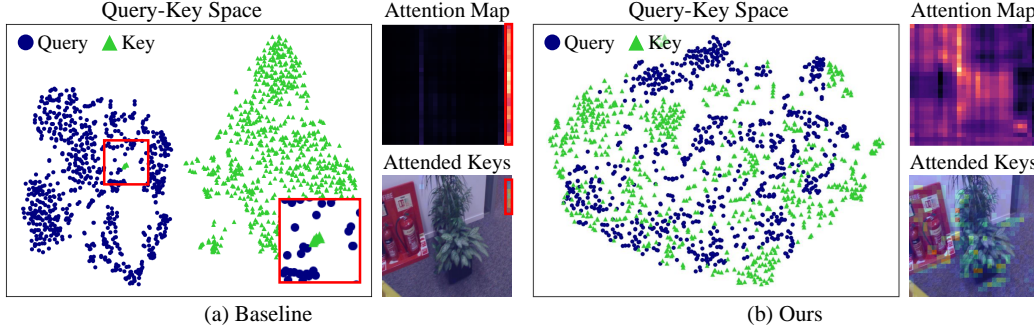 Query-Key Space
Query Key
Attention Map
Attended Keys
(a) Baseline
Query-Key Space
Query Key
Attention Map
Attended Keys
(b) Ours